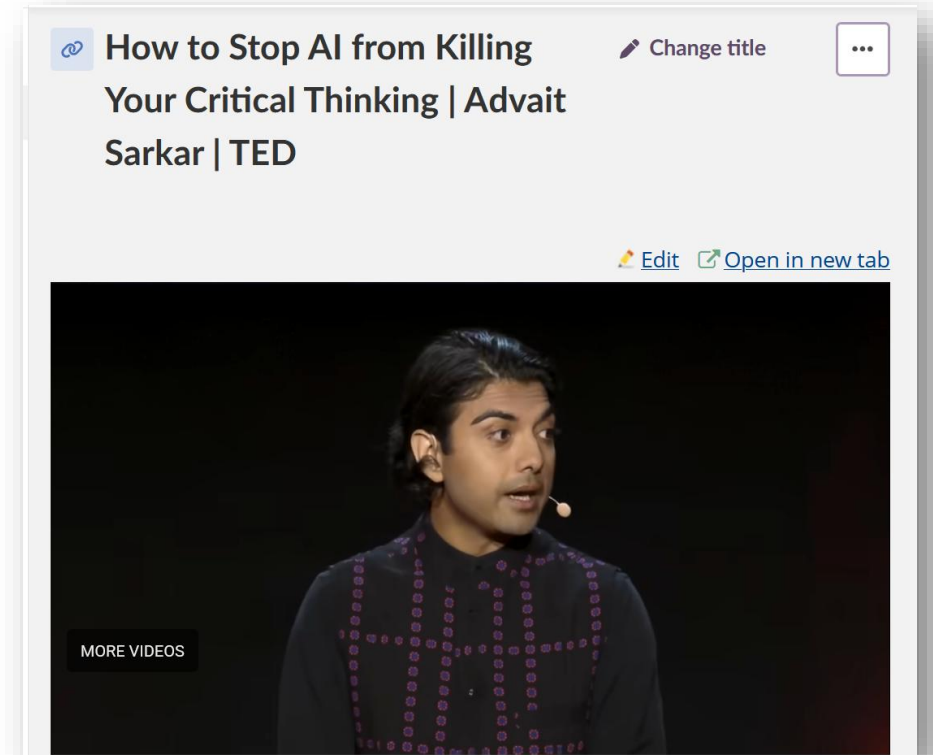 How to Stop AI from Killing
Your Critical Thinking | Advait
Sarkar | TED
Change title
Edit
Open in new tab
MORE VIDEOS